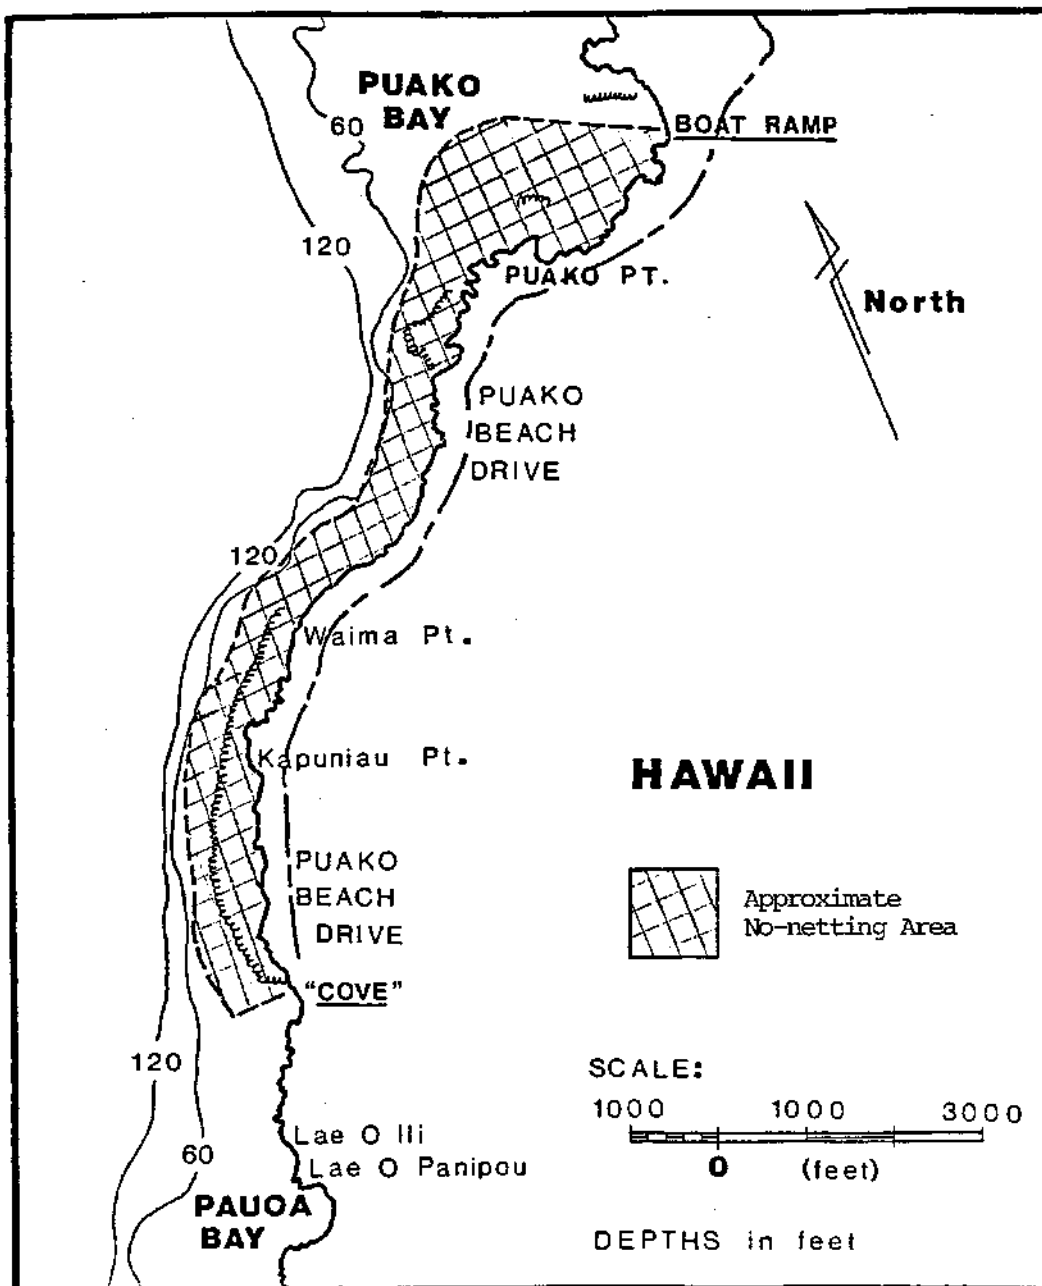 PUAKO
BAY
60
BOAT RAMP
120
PUAKO PT.
North
PUAKO
BEACH
DRIVE
120
Waima Pt.
Kapuniau Pt.
HAWAII
PUAKO
BEACH
DRIVE
Approximate
No-netting Area
"COVE"
120
SCALE:
1000 1000 3000
0 (feet)
Lae O Ili
Lae O Panipou
60
PAUOA
BAY
DEPTHS in feet